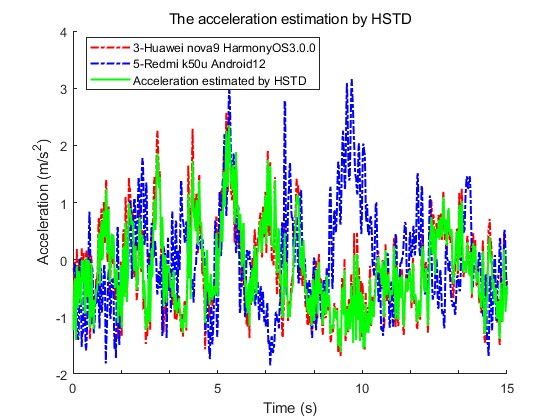 The acceleration estimation by HSTD
3-Huawei nova9 HarmonyOS3.0.0
5-Redmi k50u Android12
Acceleration estimated by HSTD
Acceleration (m/s²)
4
3
2
1
0
-1
-2
0
5
10
15
Time (s)